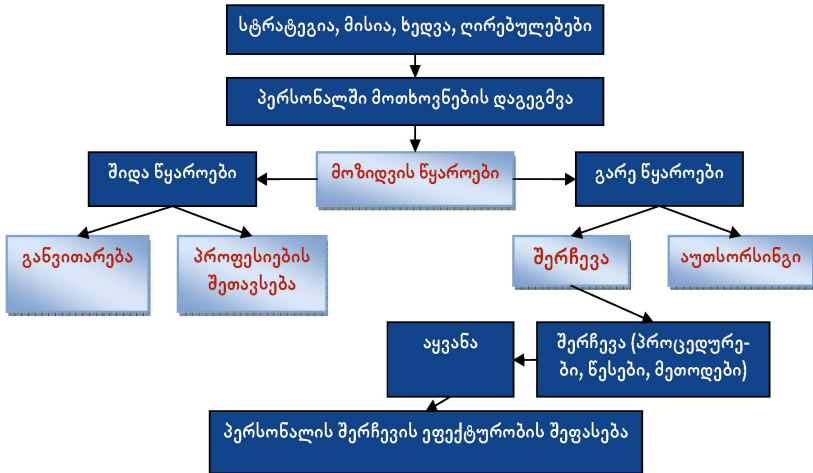 სტრატეგია, მისია, ხედვა, ღირებულებები
პერსონალში მოთხოვნების დაგეგმვა
შიდა წყაროები
მოზიდვის წყაროები
გარე წყაროები
განვითარება
პროფესიების
შეთავსება
შერჩევა
აუთსორსინგი
აყვანა
შერჩევა (პროცედურე-
ბი, წესები, მეთოდები)
პერსონალის შერჩევის ეფექტურობის შეფასება